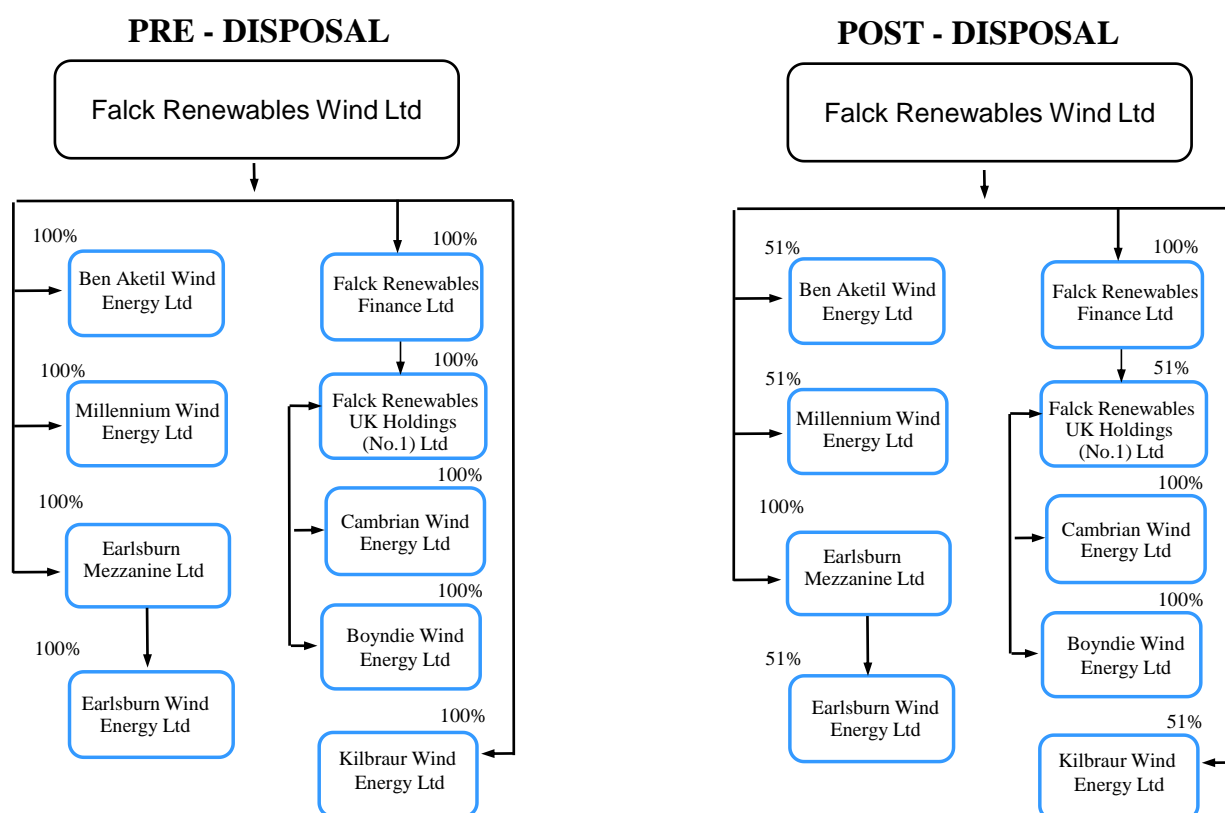 PRE - DISPOSAL
Falck Renewables Wind Ltd
100%
Ben Aketil Wind
Energy Ltd
100%
Millennium Wind
Energy Ltd
100%
Earlsburn
Mezzanine Ltd
100%
Earlsburn Wind
Energy Ltd
100%
Falck Renewables
Finance Ltd
100%
Falck Renewables
UK Holdings
(No.1) Ltd
100%
Cambrian Wind
Energy Ltd
100%
Boyndie Wind
Energy Ltd
100%
Kilbraur Wind
Energy Ltd
POST - DISPOSAL
Falck Renewables Wind Ltd
51%
Ben Aketil Wind
Energy Ltd
51%
Millennium Wind
Energy Ltd
100%
Earlsburn
Mezzanine Ltd
51%
Earlsburn Wind
Energy Ltd
100%
Falck Renewables
Finance Ltd
51%
Falck Renewables
UK Holdings
(No.1) Ltd
100%
Cambrian Wind
Energy Ltd
100%
Boyndie Wind
Energy Ltd
51%
Kilbraur Wind
Energy Ltd